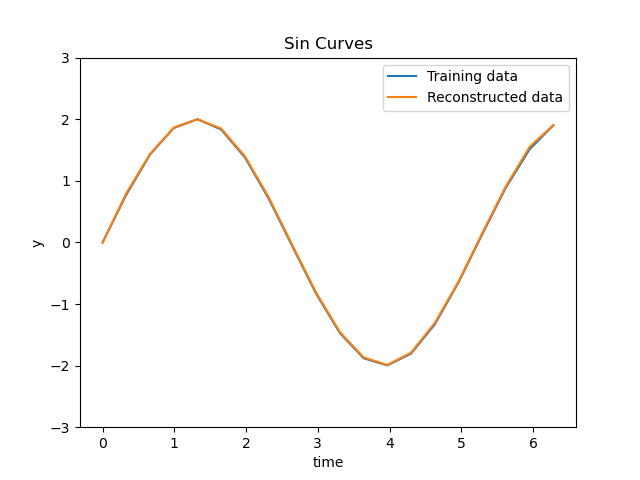 Sin Curves
Training data
Reconstructed data
3
2
1
0
−1
−2
−3
y
0 1 2 3 4 5 6
time